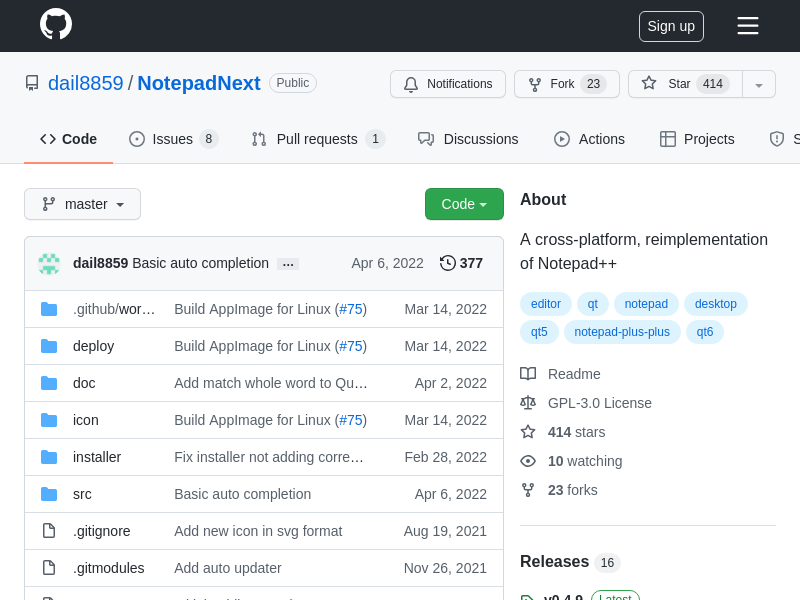 Sign up
dail8859 / NotepadNext Public
Notifications Fork 23 Star 414
Code Issues 8 Pull requests 1 Discussions Actions Projects S
master Code
dail8859 Basic auto completion ... Apr 6, 2022 377
.github/wor… Build AppImage for Linux (#75) Mar 14, 2022
deploy Build AppImage for Linux (#75) Mar 14, 2022
doc Add match whole word to Qu… Apr 2, 2022
icon Build AppImage for Linux (#75) Mar 14, 2022
installer Fix installer not adding corre… Feb 28, 2022
src Basic auto completion Apr 6, 2022
.gitignore Add new icon in svg format Aug 19, 2021
.gitmodules Add auto updater Nov 26, 2021
About
A cross-platform, reimplementation
of Notepad++
editor qt notepad desktop
qt5 notepad-plus-plus qt6
Readme
GPL-3.0 License
414 stars
10 watching
23 forks
Releases 16
v0.4.9 Latest